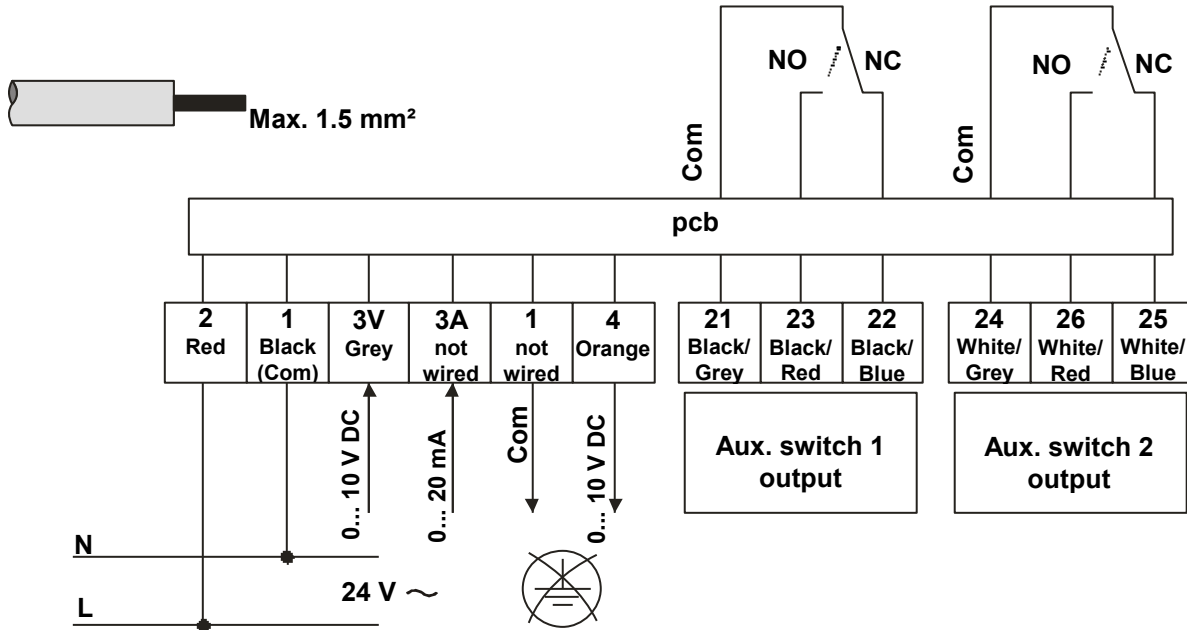 Max. 1.5 mm²
NO
NC
NO
NC
Com
Com
pcb
2
Red
1
Black
(Com)
3V
Grey
3A
not
wired
1
not
wired
4
Orange
21
Black/
Grey
23
Black/
Red
22
Black/
Blue
24
White/
Grey
26
White/
Red
25
White/
Blue
0... 10 V DC
0... 20 mA
Com
0... 10 V DC
Aux. switch 1
output
Aux. switch 2
output
N
24 V ~
L